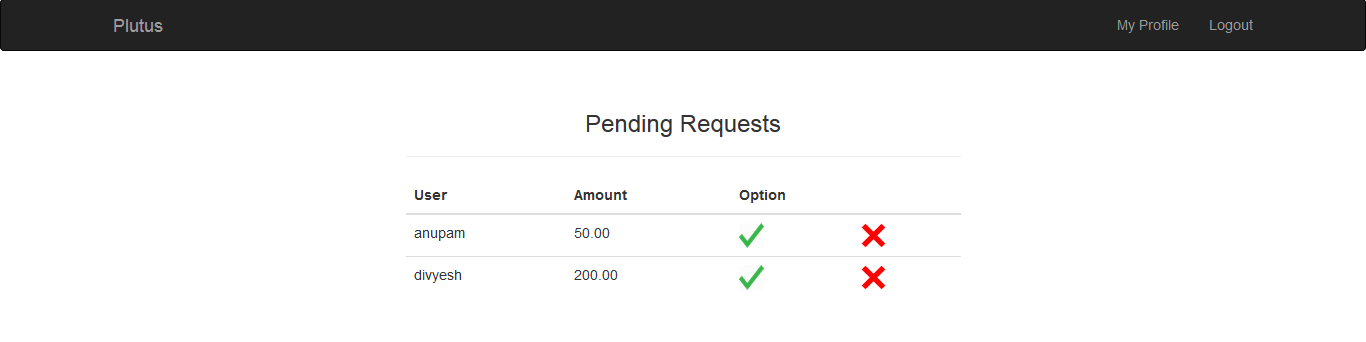 Plutus My Profile Logout
Pending Requests
User Amount Option
anupam 50.00
divyesh 200.00